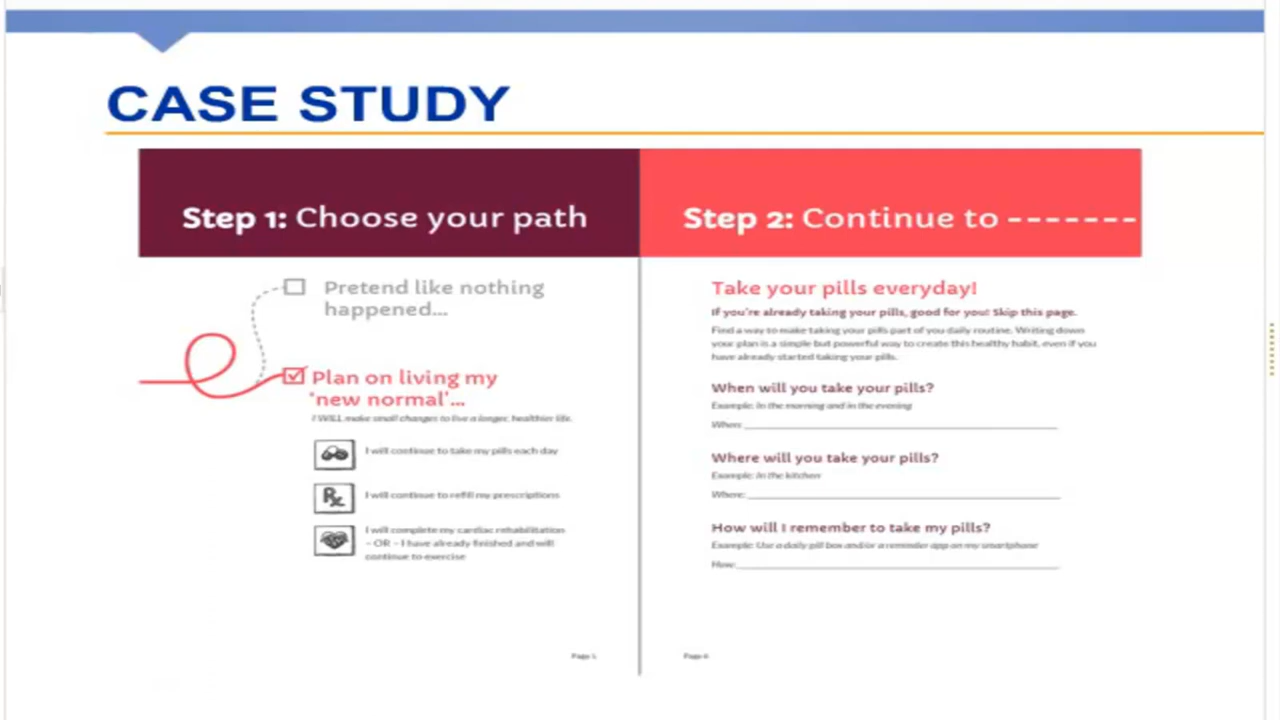 CASE STUDY
Step 1: Choose your path
Pretend like nothing
happened...
Plan on living my
'new normal'...
I WILL make small changes to live a longer, healthier life.
I will continue to take my pills each day
Rx
I will continue to refill my prescriptions
I will complete my cardiac rehabilitation
– OR – I have already finished and will
continue to exercise
Page 5
Step 2: Continue to -------
Take your pills everyday!
If you're already taking your pills, good for you! Skip this page.
Find a way to make taking your pills part of you daily routine. Writing down
your plan is a simple but powerful way to create this healthy habit, even if you
have already started taking your pills.
When will you take your pills?
Example: In the morning and in the evening
When:
Where will you take your pills?
Example: In the kitchen
Where:
How will I remember to take my pills?
Example: Use a daily pill box and/or a reminder app on my smartphone
How:
Page 6